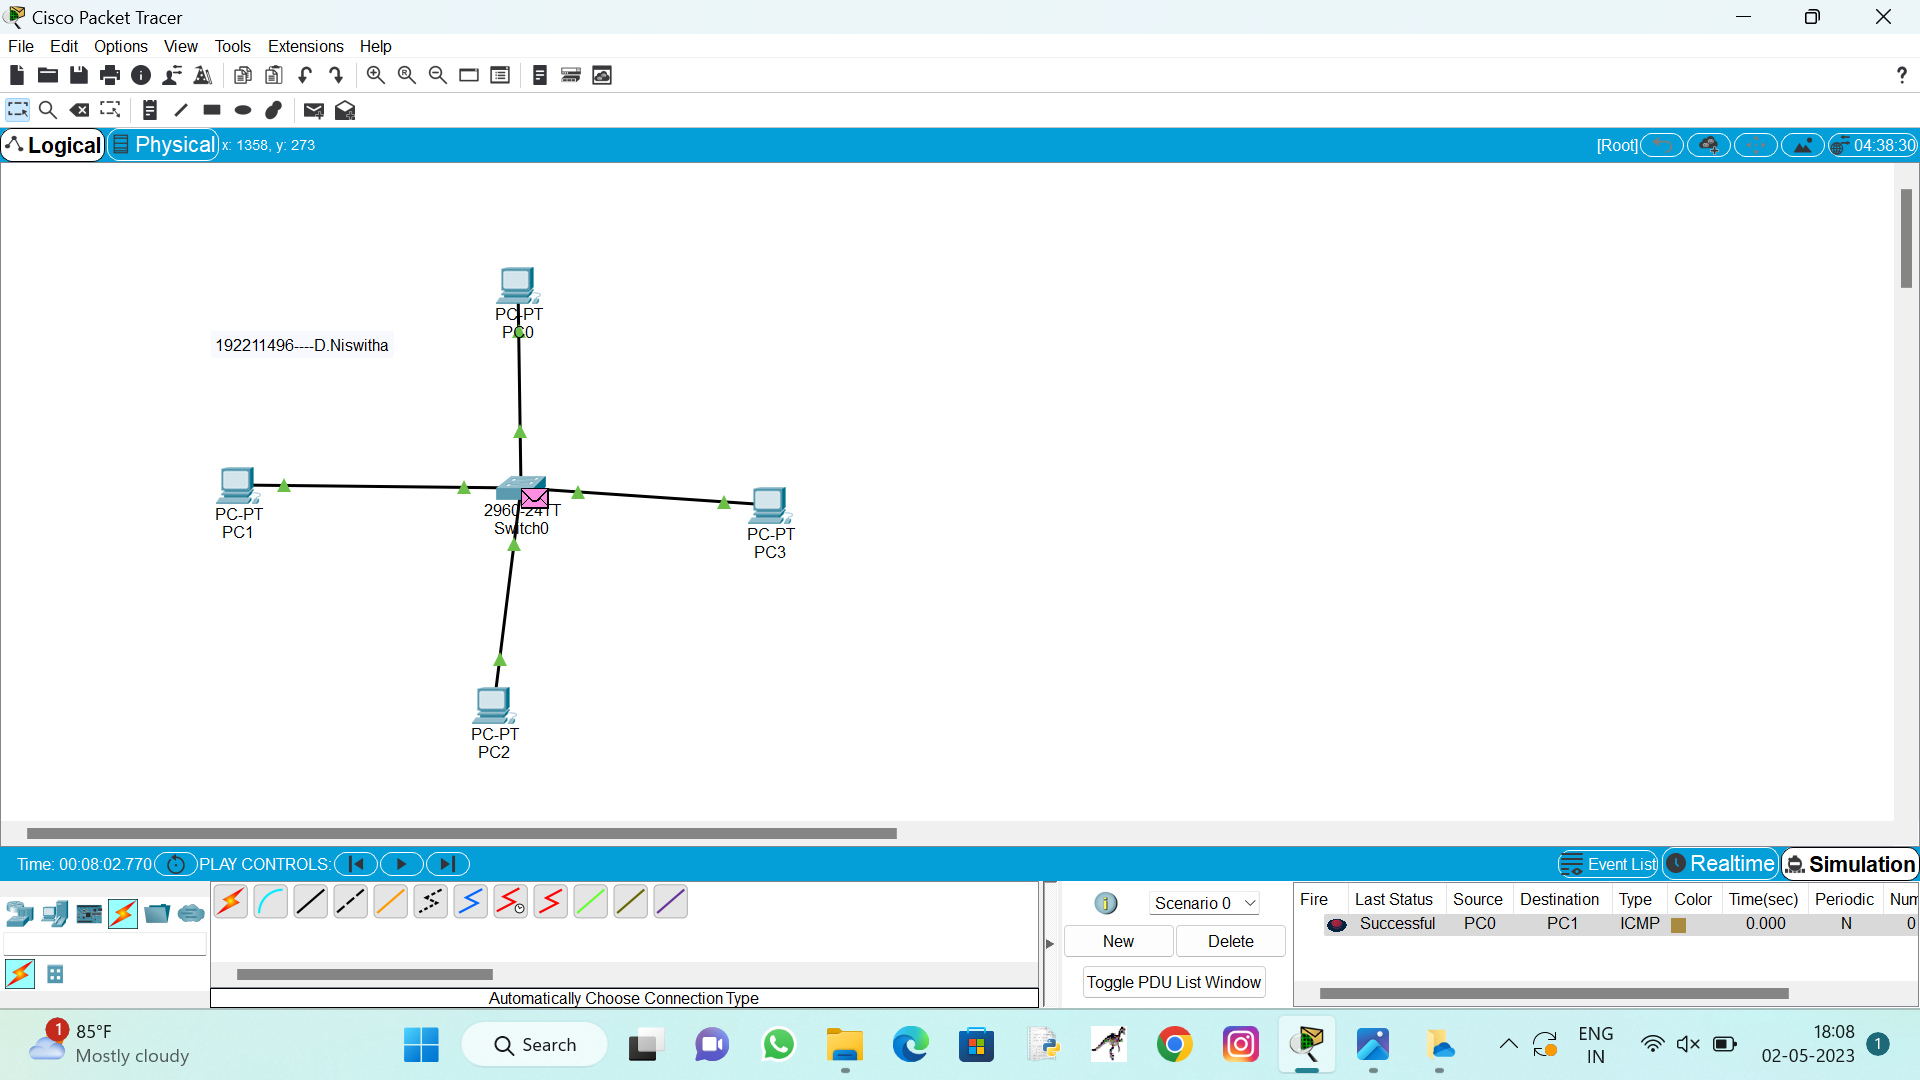 Cisco Packet Tracer
File Edit Options View Tools Extensions Help
?
Logical Physical x: 1358, y: 273 [Root] 04:38:30
PC-PT
PC0
192211496----D.Niswitha
PC-PT
PC1
2960-24TT
Switch0
PC-PT
PC3
PC-PT
PC2
Time: 00:08:02.770 PLAY CONTROLS: Event List Realtime Simulation
Scenario 0
New Delete
Toggle PDU List Window
Fire Last Status Source Destination Type Color Time(sec) Periodic Num
Successful PC0 PC1 ICMP 0.000 N 0
Automatically Choose Connection Type
1 85°F
Mostly cloudy
Search
ENG
IN
18:08
02-05-2023
1